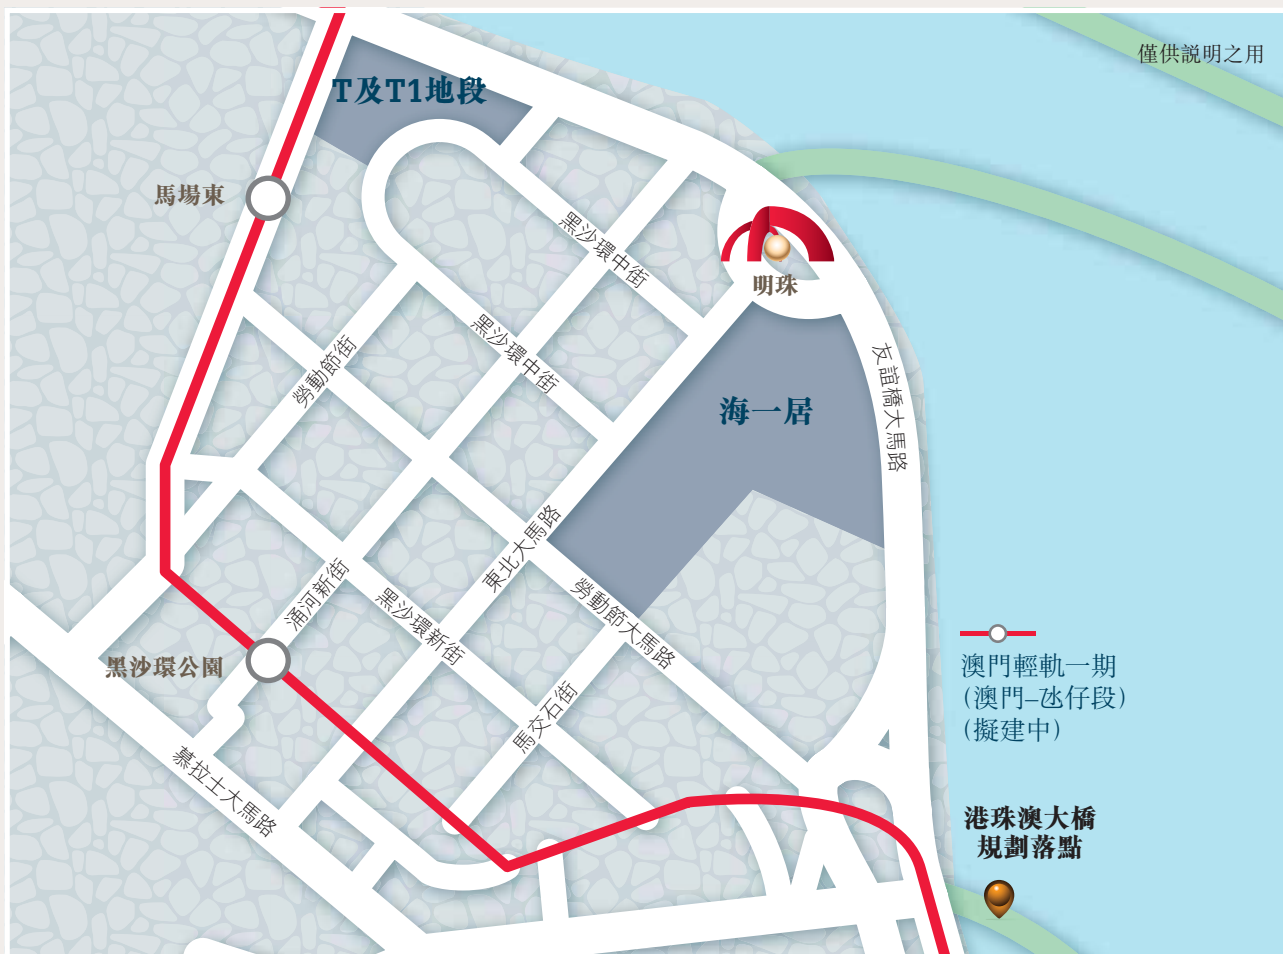 僅供説明之用
T及T1地段
馬場東
黑沙環中街
明珠
黑沙環中街
勞動節街
友誼橋大馬路
海一居
東北大馬路
涌河新街
黑沙環新街
勞動節大馬路
黑沙環公園
馬交石街
慕拉士大馬路
澳門輕軌一期
(澳門–氹仔段)
(擬建中)
港珠澳大橋
規劃落點